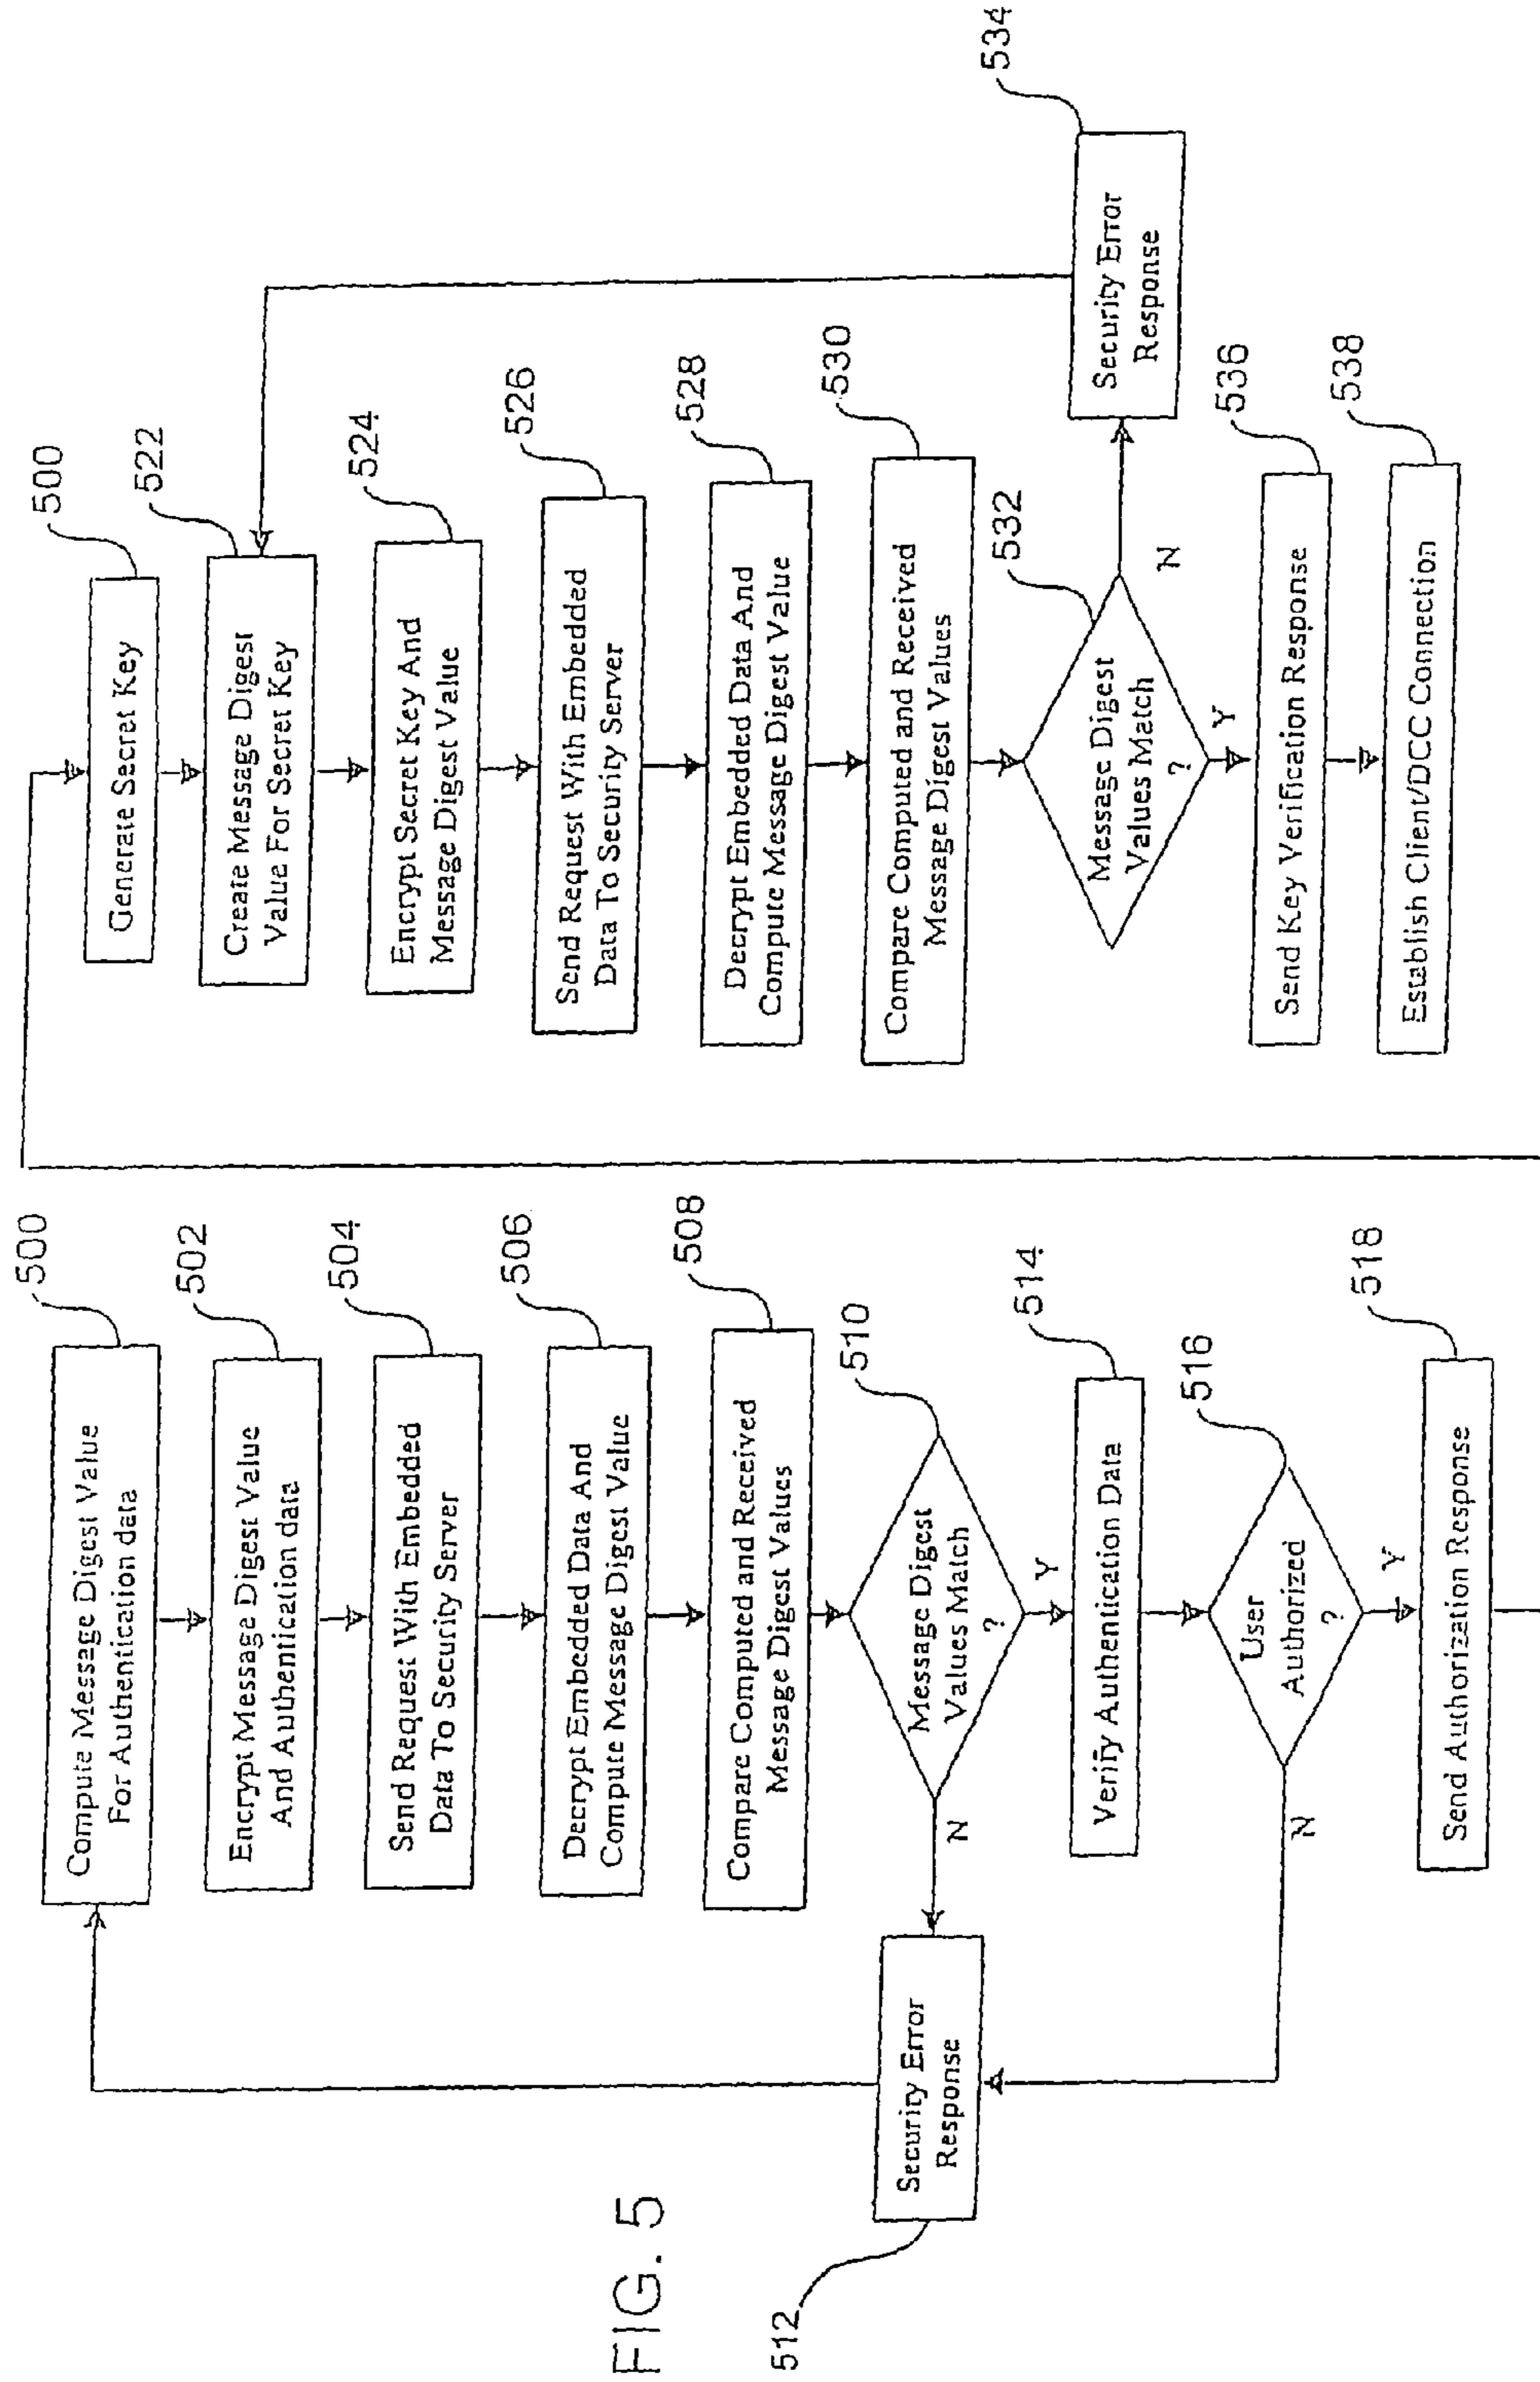 FIG. 5
500
Compute Message Digest Value
For Authentication data
502
Encrypt Message Digest Value
And Authentication data
504
Send Request With Embedded
Data To Security Server
506
Decrypt Embedded Data And
Compute Message Digest Value
508
Compare Computed and Received
Message Digest Values
510
Message Digest
Values Match
?
N
Y
512
Security Error
Response
514
Verify Authentication Data
516
User
Authorized
?
N
Y
518
Send Authorization Response
500
Generate Secret Key
522
Create Message Digest
Value For Secret Key
524
Encrypt Secret Key And
Message Digest Value
526
Send Request With Embedded
Data To Security Server
528
Decrypt Embedded Data And
Compute Message Digest Value
530
Compare Computed and Received
Message Digest Values
532
Message Digest
Values Match
?
N
Y
534
Security Error
Response
536
Send Key Verification Response
538
Establish Client/DCC Connection